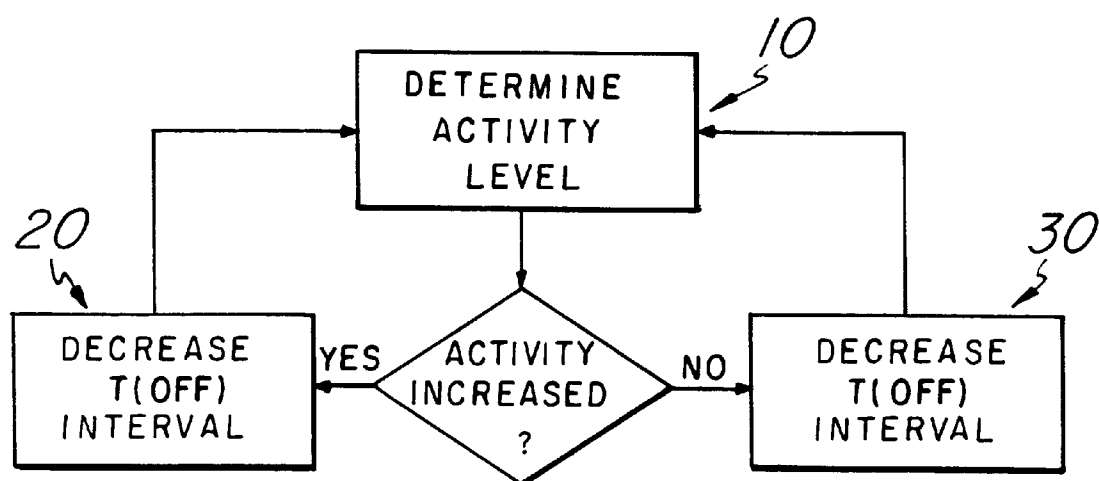 10
DETERMINE
ACTIVITY
LEVEL
20
30
DECREASE
T(OFF)
INTERVAL
YES
ACTIVITY
INCREASED
?
NO
DECREASE
T(OFF)
INTERVAL